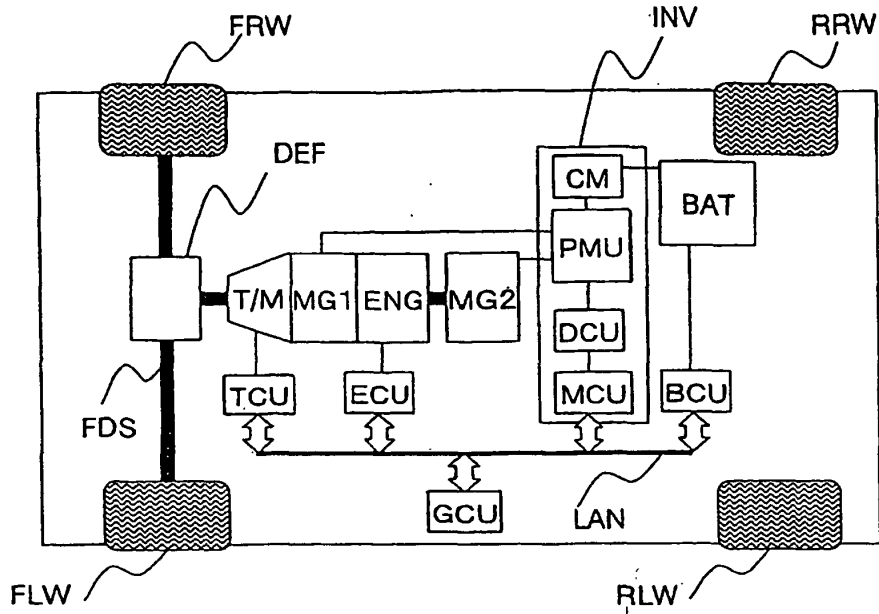 FRW
INV
RRW
DEF
CM
BAT
PMU
T/M
MG1
ENG
MG2
DCU
TCU
ECU
MCU
BCU
FDS
GCU
LAN
FLW
RLW